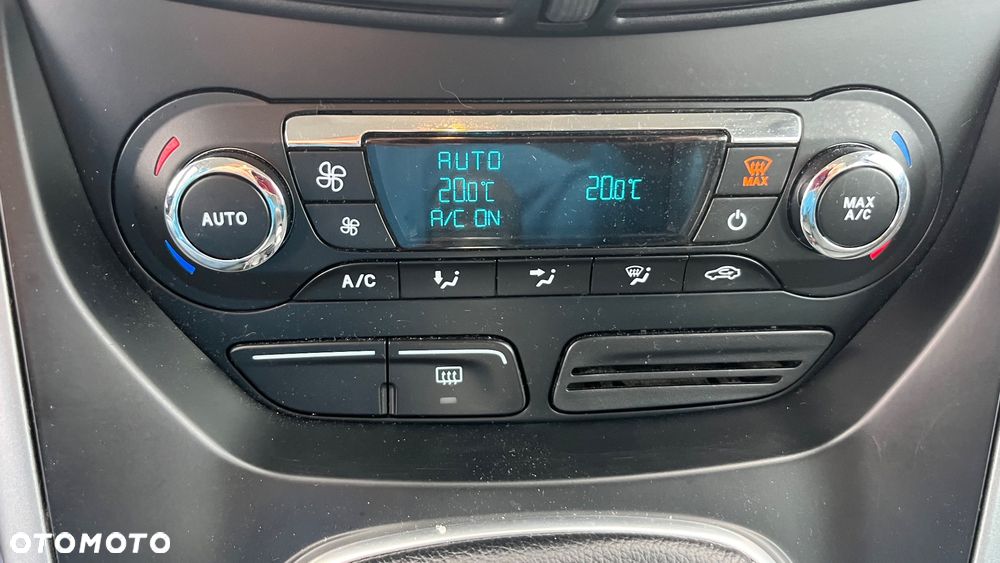 AUTO
20.0°C
A/C ON
20.0°C
MAX
AUTO
MAX
A/C
A/C
OTOMOTO